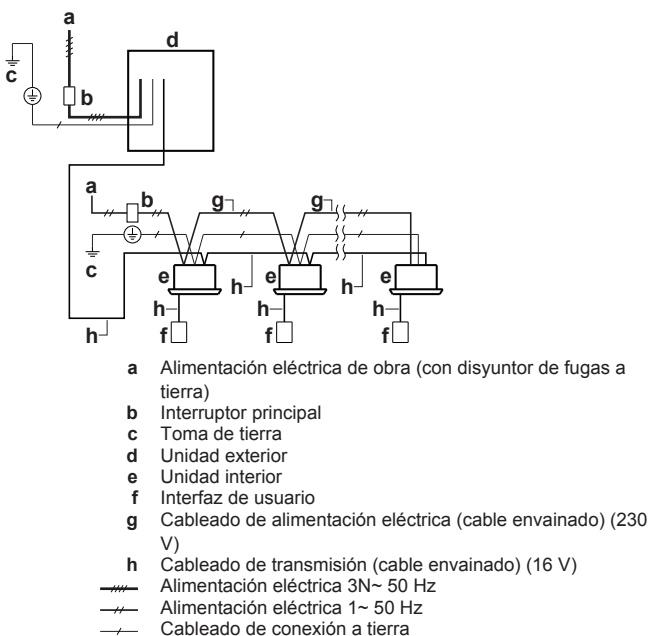 a
d
c
b
a
b
g
g
c
e
h
e
h
e
h
h
h
h
h
f
f
f
a Alimentación eléctrica de obra (con disyuntor de fugas a
tierra)
b Interruptor principal
c Toma de tierra
d Unidad exterior
e Unidad interior
f Interfaz de usuario
g Cableado de alimentación eléctrica (cable envainado) (230
V)
h Cableado de transmisión (cable envainado) (16 V)
Alimentación eléctrica 3N~ 50 Hz
Alimentación eléctrica 1~ 50 Hz
Cableado de conexión a tierra